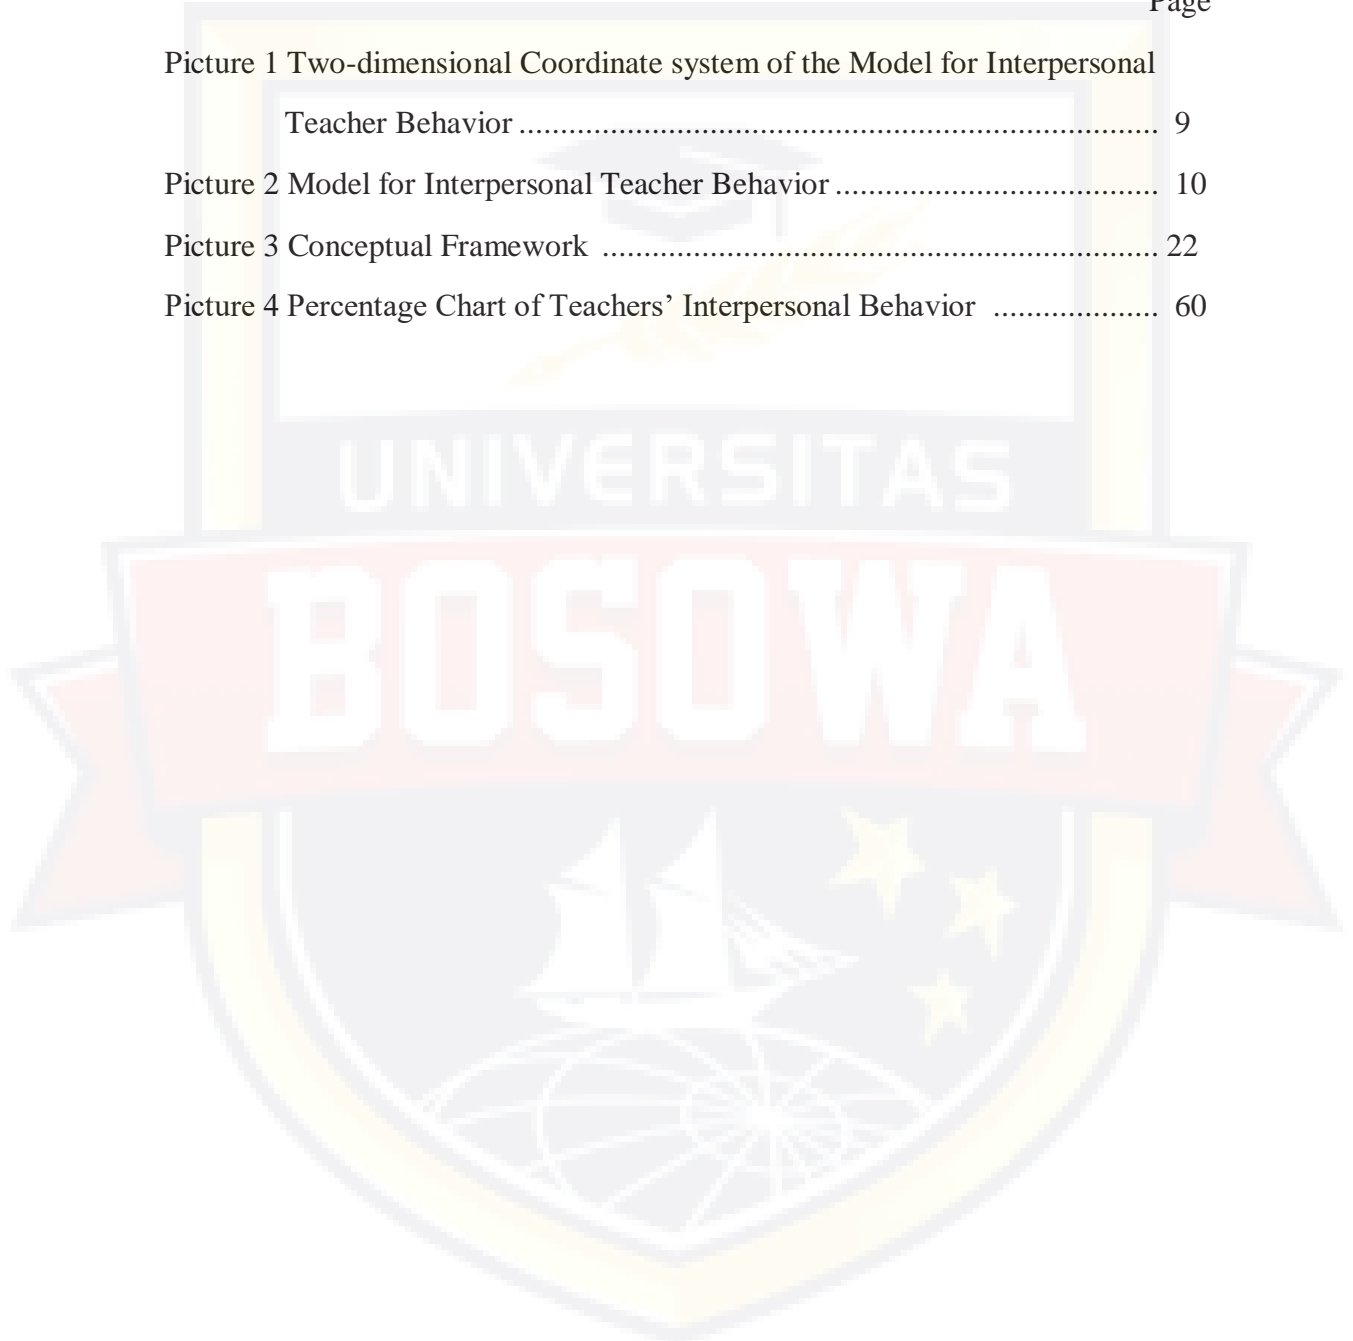 Page
Picture 1 Two-dimensional Coordinate system of the Model for Interpersonal
Teacher Behavior ............................................................................. 9
Picture 2 Model for Interpersonal Teacher Behavior ....................................... 10
Picture 3 Conceptual Framework ................................................................... 22
Picture 4 Percentage Chart of Teachers’ Interpersonal Behavior .................... 60
UNIVERSITAS
BOSOWA